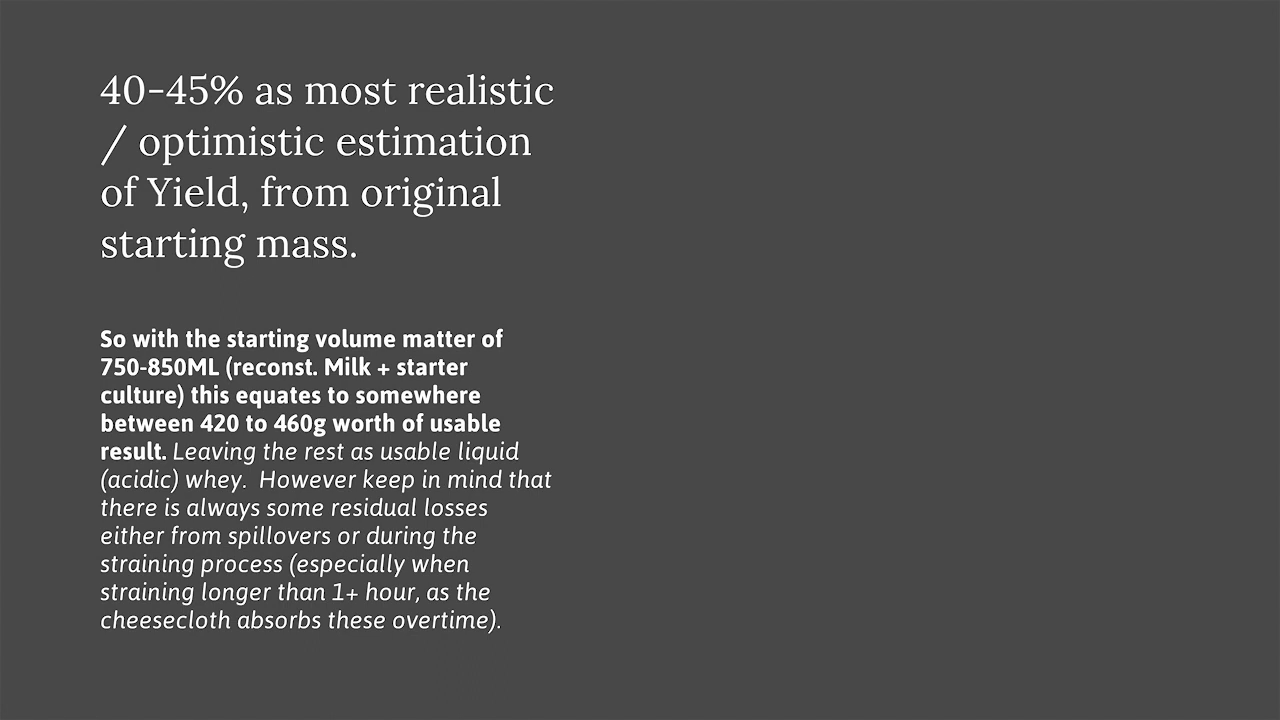 40-45% as most realistic
/ optimistic estimation
of Yield, from original
starting mass.
So with the starting volume matter of
750-850ML (reconst. Milk + starter
culture) this equates to somewhere
between 420 to 460g worth of usable
result. Leaving the rest as usable liquid
(acidic) whey.  However keep in mind that
there is always some residual losses
either from spillovers or during the
straining process (especially when
straining longer than 1+ hour, as the
cheesecloth absorbs these overtime).